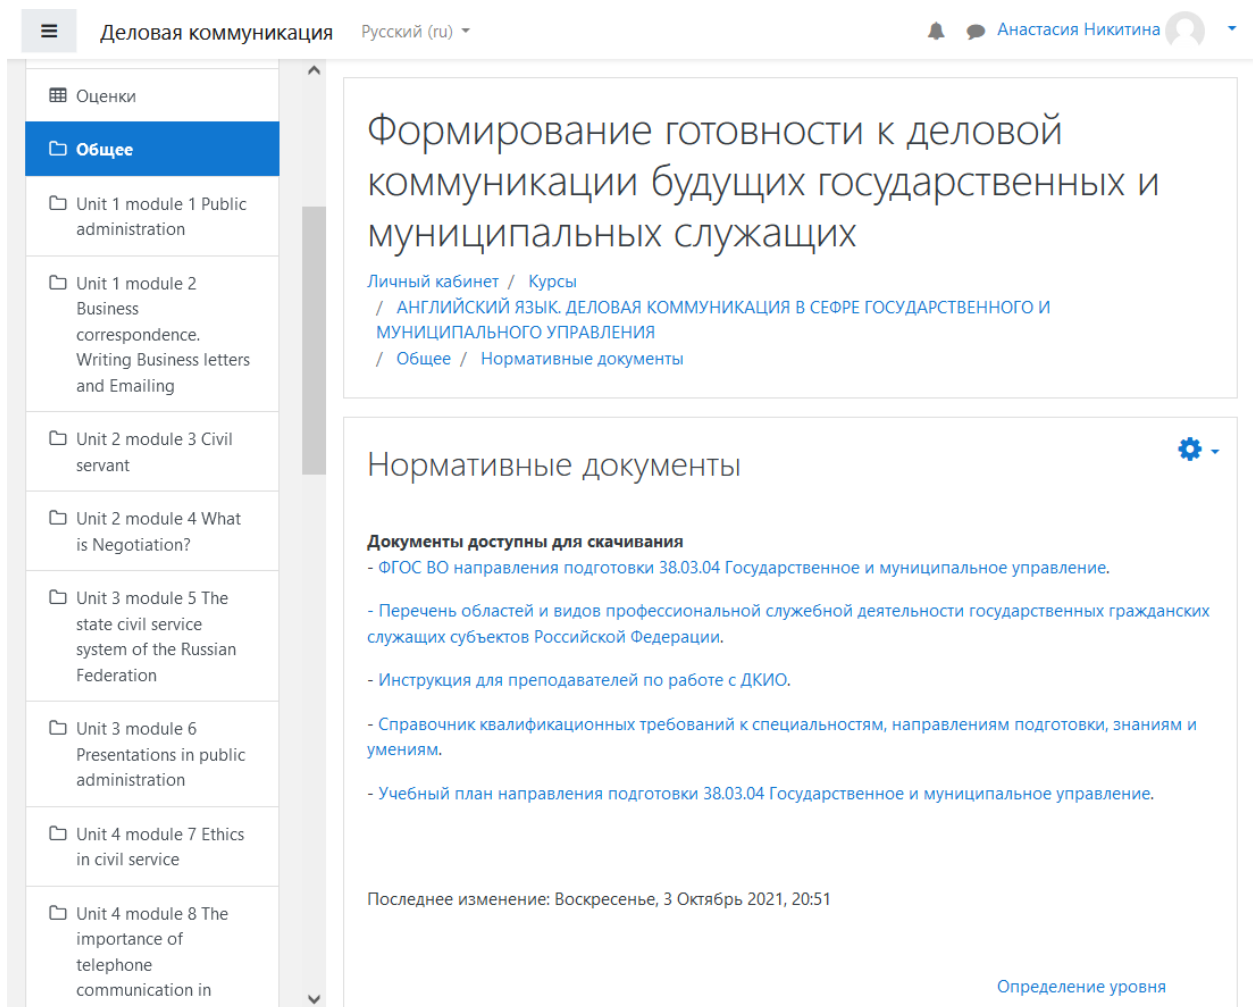 Деловая коммуникация
Русский (ru)
Анастасия Никитина
Оценки
Общее
Unit 1 module 1 Public
administration
Unit 1 module 2
Business
correspondence.
Writing Business letters
and Emailing
Unit 2 module 3 Civil
servant
Unit 2 module 4 What
is Negotiation?
Unit 3 module 5 The
state civil service
system of the Russian
Federation
Unit 3 module 6
Presentations in public
administration
Unit 4 module 7 Ethics
in civil service
Unit 4 module 8 The
importance of
telephone
communication in
Формирование готовности к деловой
коммуникации будущих государственных и
муниципальных служащих
Личный кабинет / Курсы
/ АНГЛИЙСКИЙ ЯЗЫК. ДЕЛОВАЯ КОММУНИКАЦИЯ В СЕФРЕ ГОСУДАРСТВЕННОГО И
МУНИЦИПАЛЬНОГО УПРАВЛЕНИЯ
/ Общее / Нормативные документы
Нормативные документы
Документы доступны для скачивания
- ФГОС ВО направления подготовки 38.03.04 Государственное и муниципальное управление.
- Перечень областей и видов профессиональной служебной деятельности государственных гражданских
служащих субъектов Российской Федерации.
- Инструкция для преподавателей по работе с ДКИО.
- Справочник квалификационных требований к специальностям, направлениям подготовки, знаниям и
умениям.
- Учебный план направления подготовки 38.03.04 Государственное и муниципальное управление.
Последнее изменение: Воскресенье, 3 Октябрь 2021, 20:51
Определение уровня